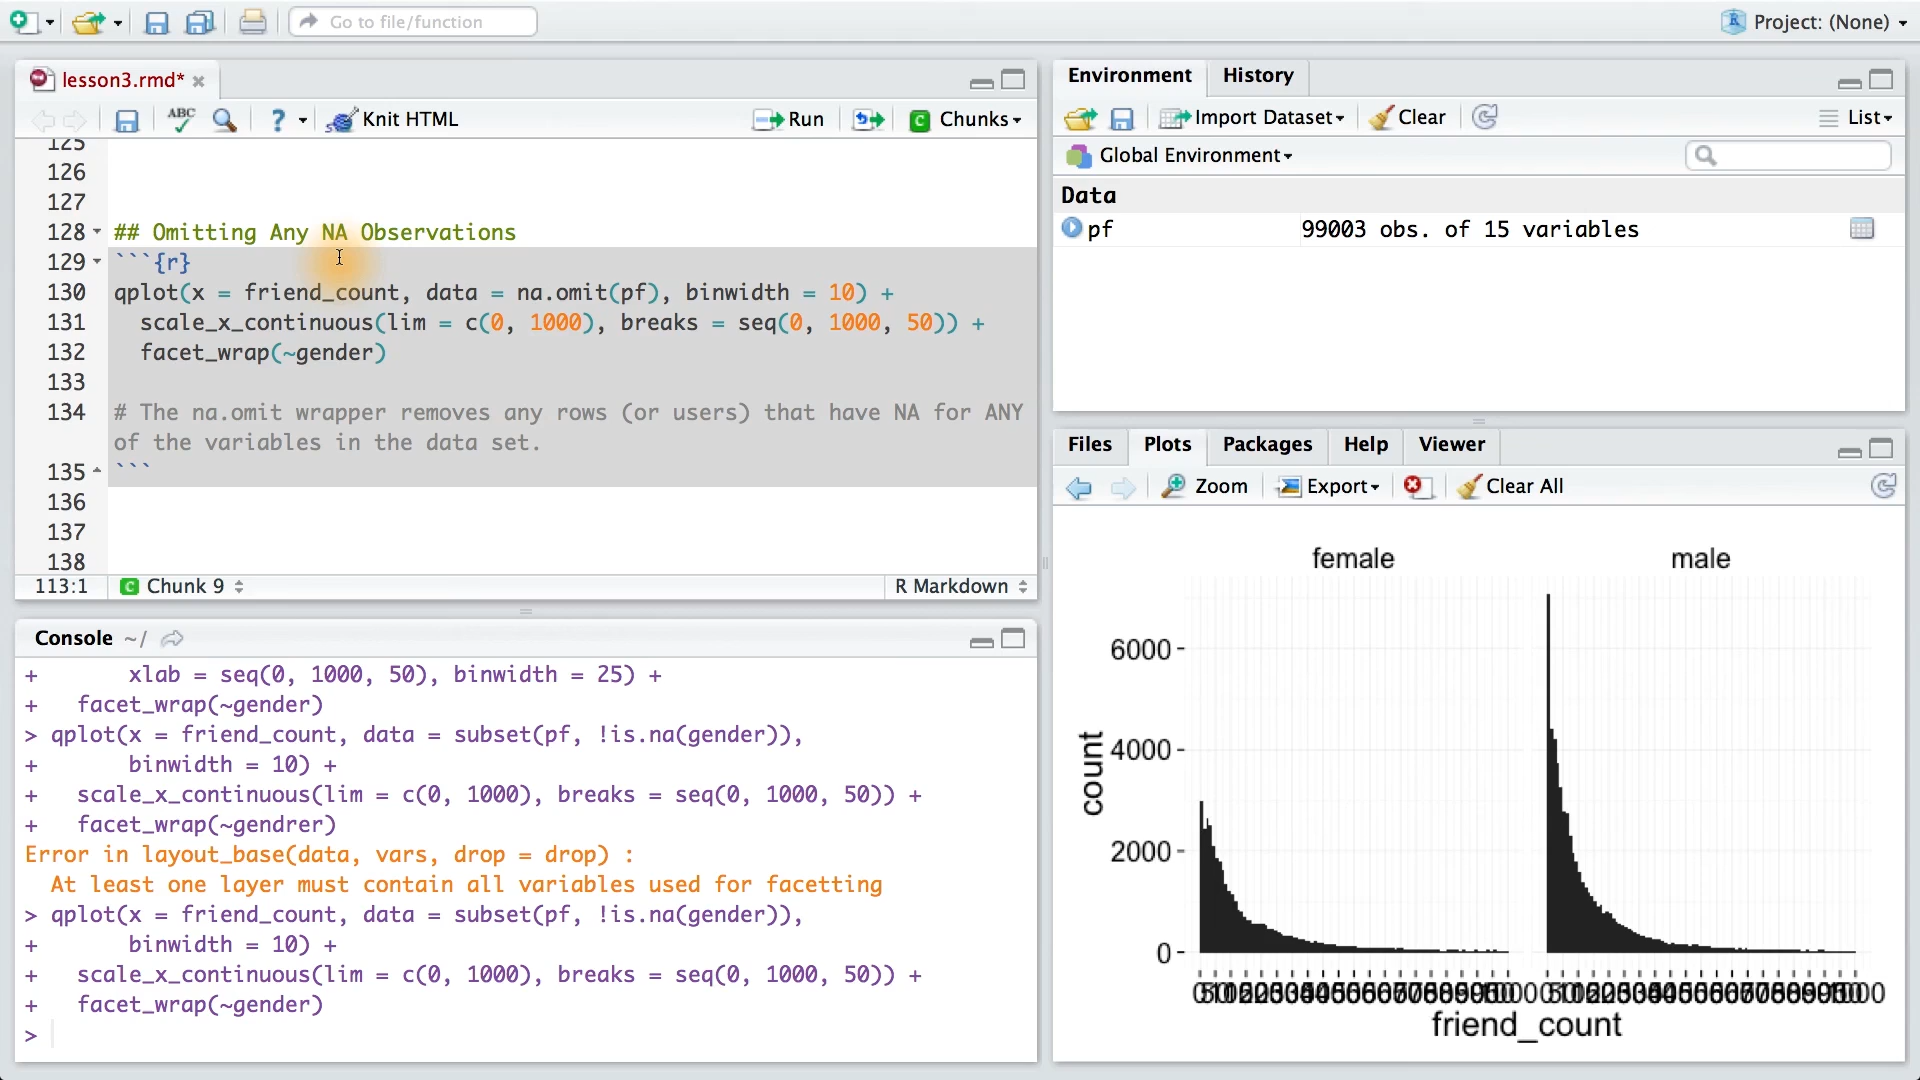 Go to file/function
Project: (None)
lesson3.rmd*
ABC
? Knit HTML
Run
Chunks
125
126
127
128 ## Omitting Any NA Observations
129 ```{r}
130 qplot(x = friend_count, data = na.omit(pf), binwidth = 10) +
131 scale_x_continuous(lim = c(0, 1000), breaks = seq(0, 1000, 50)) +
132 facet_wrap(~gender)
133
134 # The na.omit wrapper removes any rows (or users) that have NA for ANY
of the variables in the data set.
135 ```
136
137
138
113:1 C Chunk 9 R Markdown
Console ~/
+ xlab = seq(0, 1000, 50), binwidth = 25) +
+ facet_wrap(~gender)
> qplot(x = friend_count, data = subset(pf, !is.na(gender)),
+ binwidth = 10) +
+ scale_x_continuous(lim = c(0, 1000), breaks = seq(0, 1000, 50)) +
+ facet_wrap(~gendrer)
Error in layout_base(data, vars, drop = drop) :
At least one layer must contain all variables used for facetting
> qplot(x = friend_count, data = subset(pf, !is.na(gender)),
+ binwidth = 10) +
+ scale_x_continuous(lim = c(0, 1000), breaks = seq(0, 1000, 50)) +
+ facet_wrap(~gender)
>
Environment History
Import Dataset Clear List
Global Environment
Data
pf 99003 obs. of 15 variables
Files Plots Packages Help Viewer
Zoom Export Clear All
female male
6000
4000
2000
0
count
friend_count